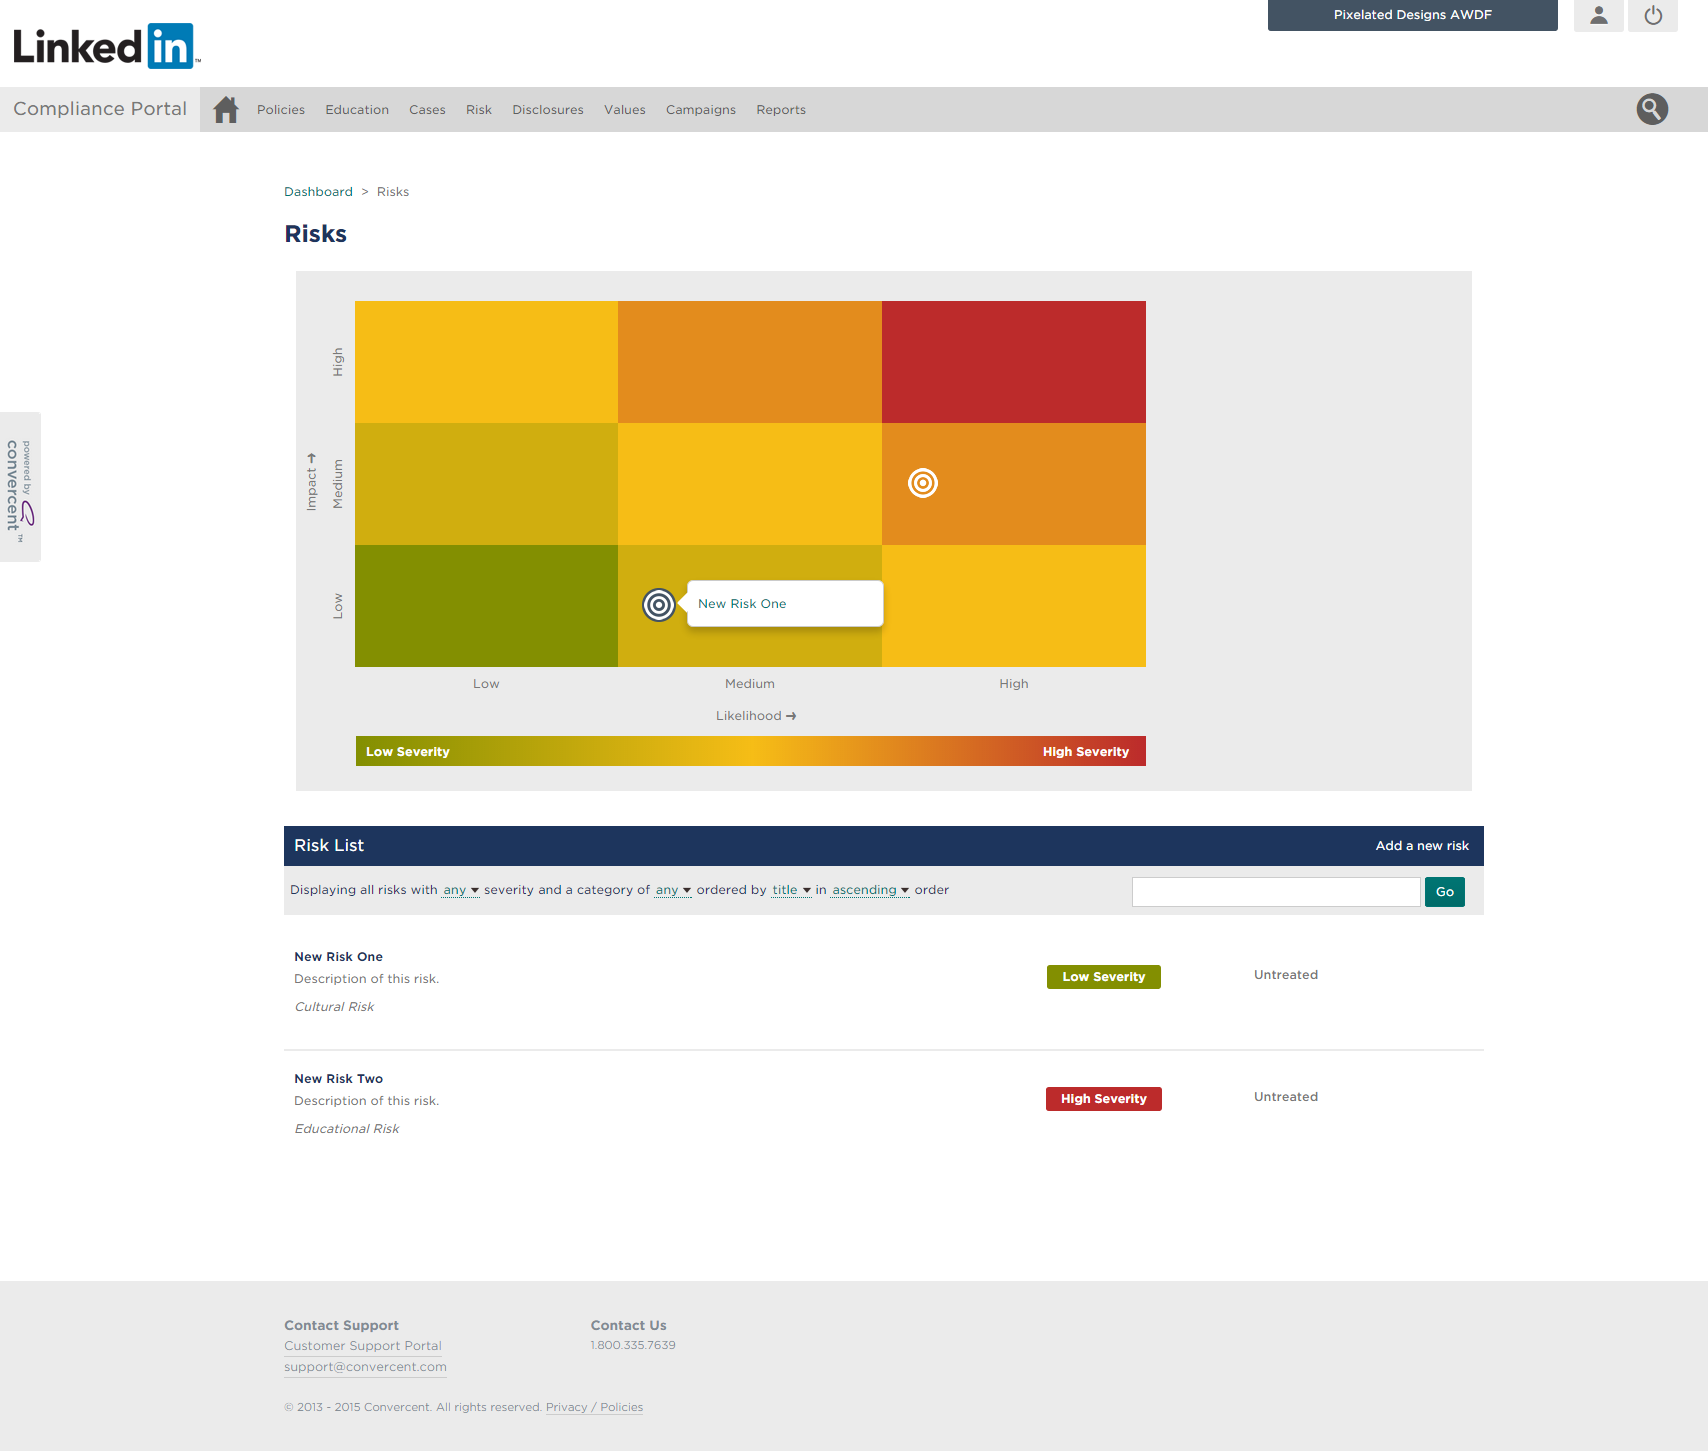 Pixelated Designs AWDF
Linked in ™
Compliance Portal
Policies Education Cases Risk Disclosures Values Campaigns Reports
Dashboard > Risks
Risks
High
Medium
Low
Impact →
New Risk One
Low Medium High
Likelihood →
Low Severity High Severity
powered by
convercent ™
Risk List Add a new risk
Displaying all risks with any ▾ severity and a category of any ▾ ordered by title ▾ in ascending ▾ order Go
New Risk One
Description of this risk.
Cultural Risk
Low Severity Untreated
New Risk Two
Description of this risk.
Educational Risk
High Severity Untreated
Contact Support
Customer Support Portal
support@convercent.com
Contact Us
1.800.335.7639
© 2013 - 2015 Convercent. All rights reserved. Privacy / Policies